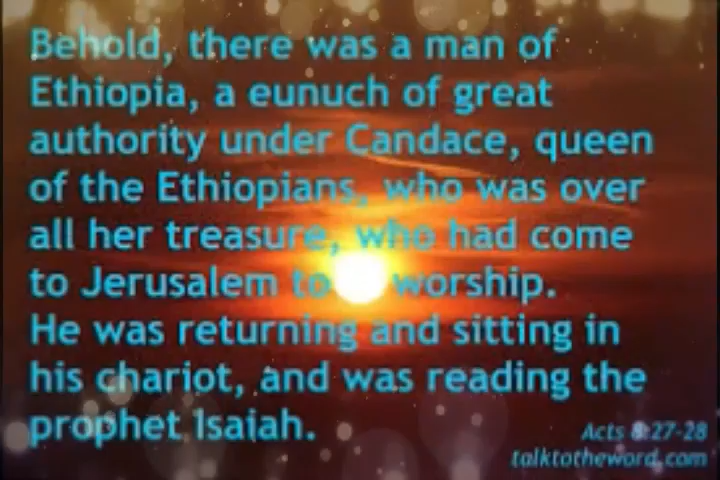 Behold, there was a man of
Ethiopia, a eunuch of great
authority under Candace, queen
of the Ethiopians, who was over
all her treasure, who had come
to Jerusalem to worship.
He was returning and sitting in
his chariot, and was reading the
prophet Isaiah.
Acts 8:27-28
talktotheword.com